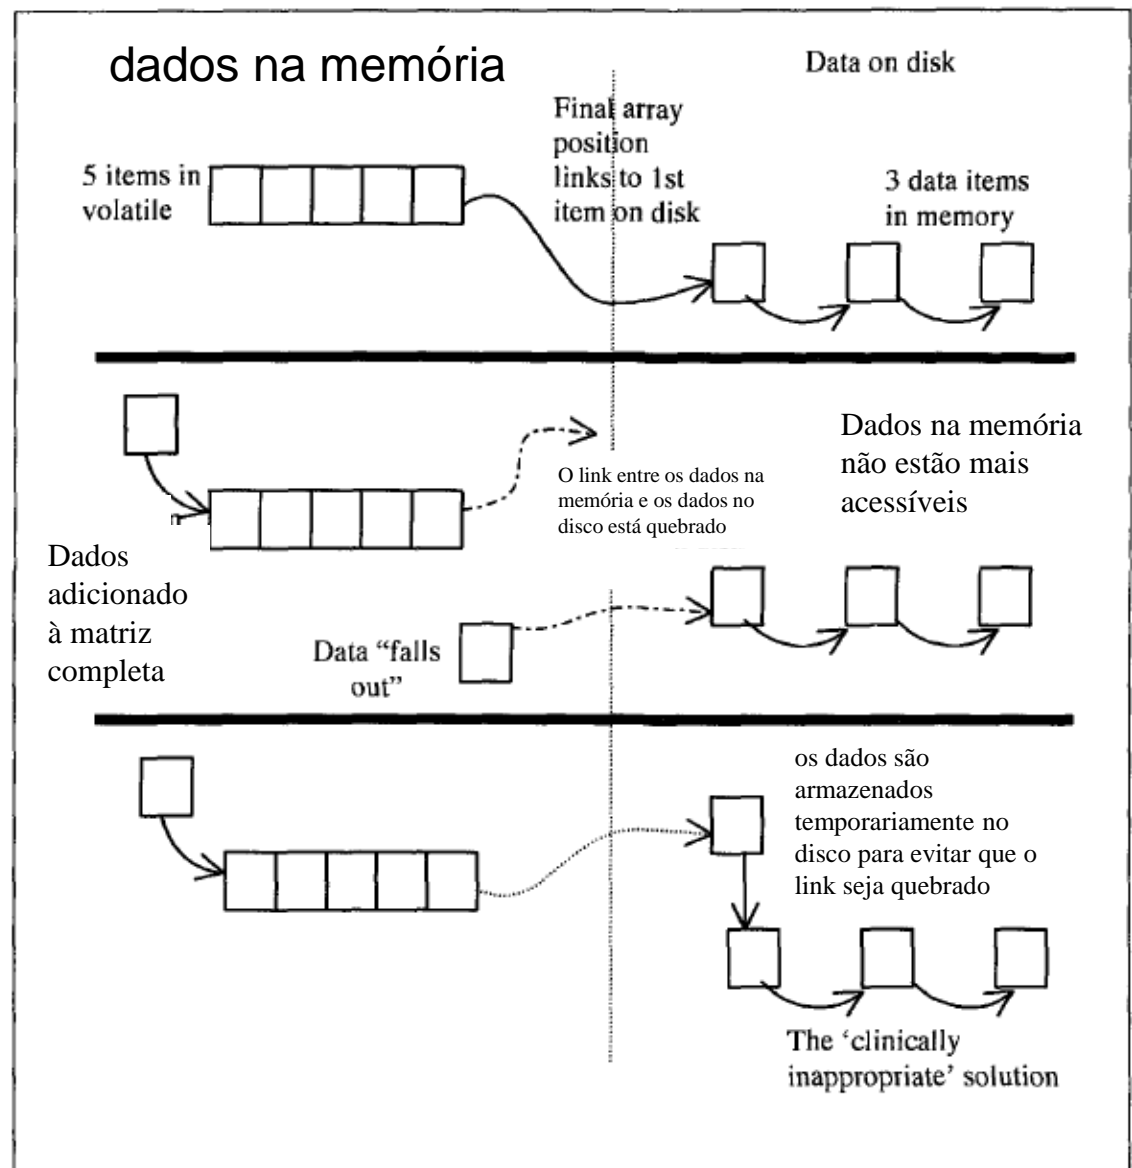 dados na memória
Data on disk
Final array
position
links to 1st
item on disk
5 items in
volatile
3 data items
in memory
Dados na memória
não estão mais
acessíveis
O link entre os dados na
memória e os dados no
disco está quebrado
Dados
adicionado
à matriz
completa
Data “falls
out”
os dados são
armazenados
temporariamente no
disco para evitar que o
link seja quebrado
The ‘clinically
inappropriate’ solution